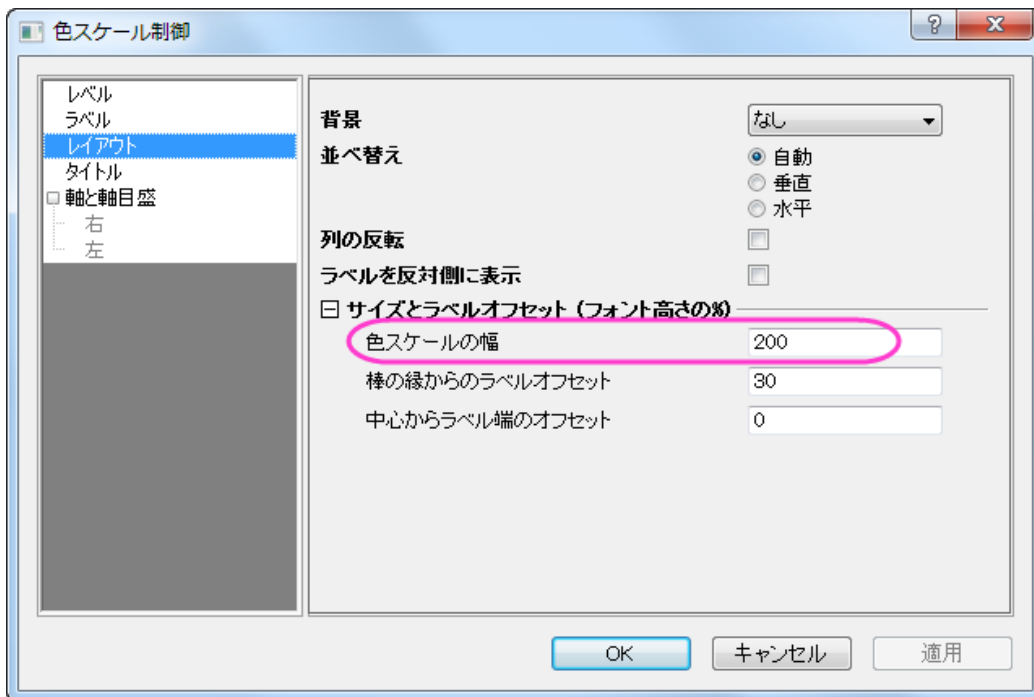 色スケール制御
レベル
ラベル
レイアウト
タイトル
軸と軸目盛
右
左
背景 なし
並べ替え 自動
垂直
水平
列の反転
ラベルを反対側に表示
サイズとラベルオフセット (フォント高さの%)
色スケールの幅 200
棒の縁からのラベルオフセット 30
中心からラベル端のオフセット 0
OK キャンセル 適用